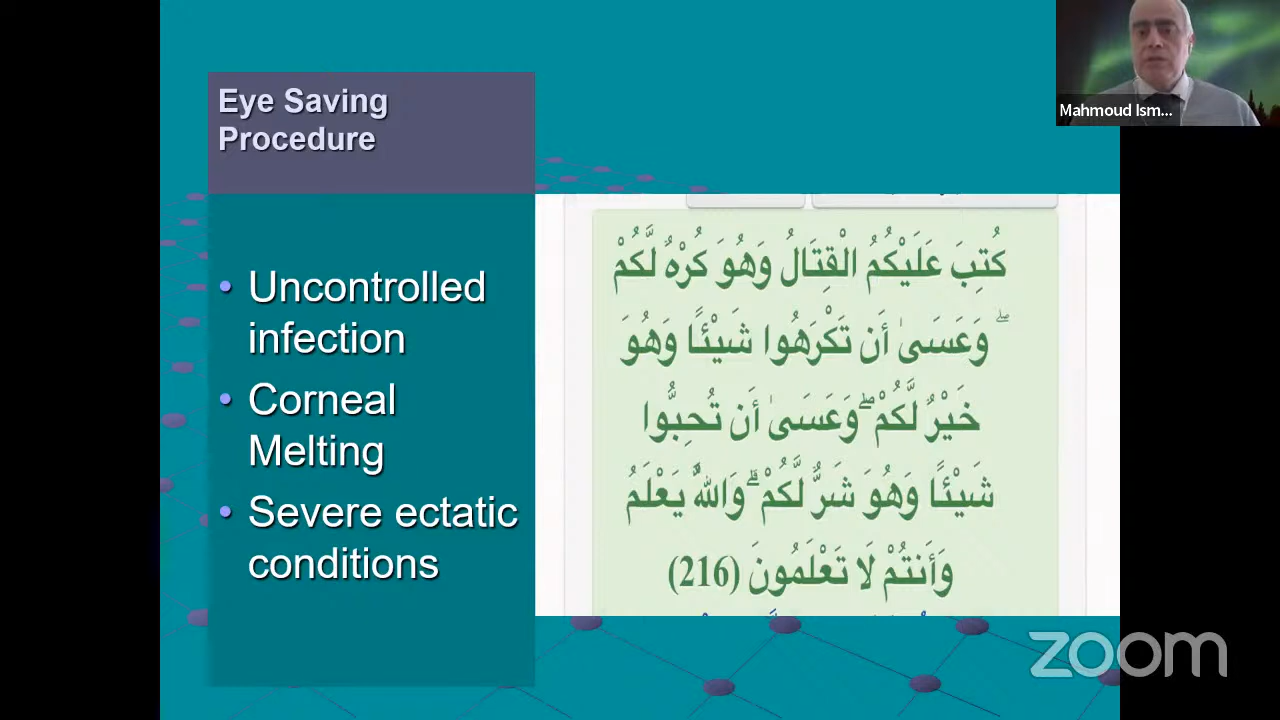 Eye Saving
Procedure
Mahmoud Ism...
• Uncontrolled
infection
• Corneal
Melting
• Severe ectatic
conditions
كُتِبَ عَلَيْكُمُ الْقِتَالُ وَهُوَ كُرْهٌ لَّكُمْ
ۖ وَعَسَىٰ أَن تَكْرَهُوا شَيْئًا وَهُوَ
خَيْرٌ لَّكُمْ ۖ وَعَسَىٰ أَن تُحِبُّوا
شَيْئًا وَهُوَ شَرٌّ لَّكُمْ ۗ وَاللَّهُ يَعْلَمُ
وَأَنتُمْ لَا تَعْلَمُونَ (216)
zoom